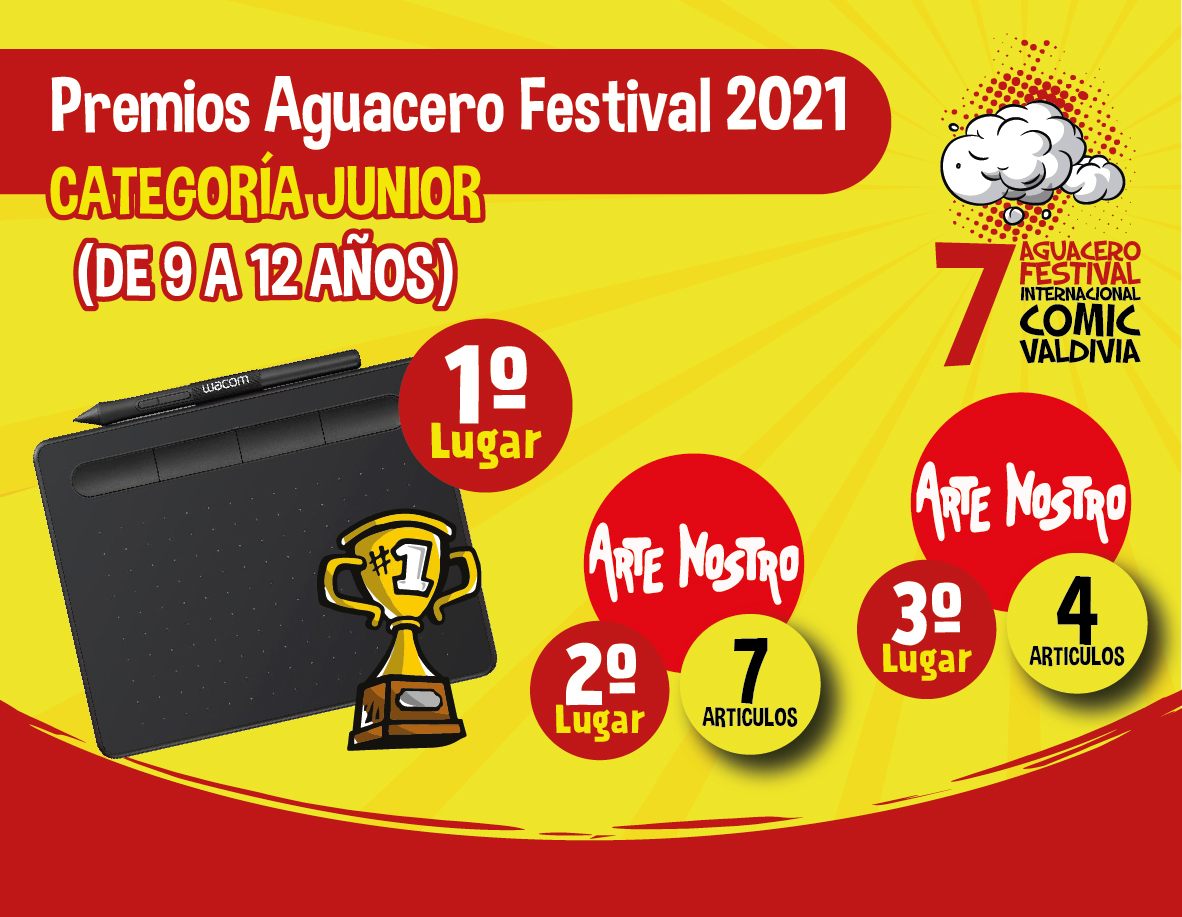 Premios Aguacero Festival 2021
CATEGORÍA JUNIOR
(DE 9 A 12 AÑOS)
7
AGUACERO
FESTIVAL
INTERNACIONAL
COMIC
VALDIVIA
wacom
1º
Lugar
#1
ARTE NOSTRO
2º
Lugar
7
ARTICULOS
ARTE NOSTRO
3º
Lugar
4
ARTICULOS